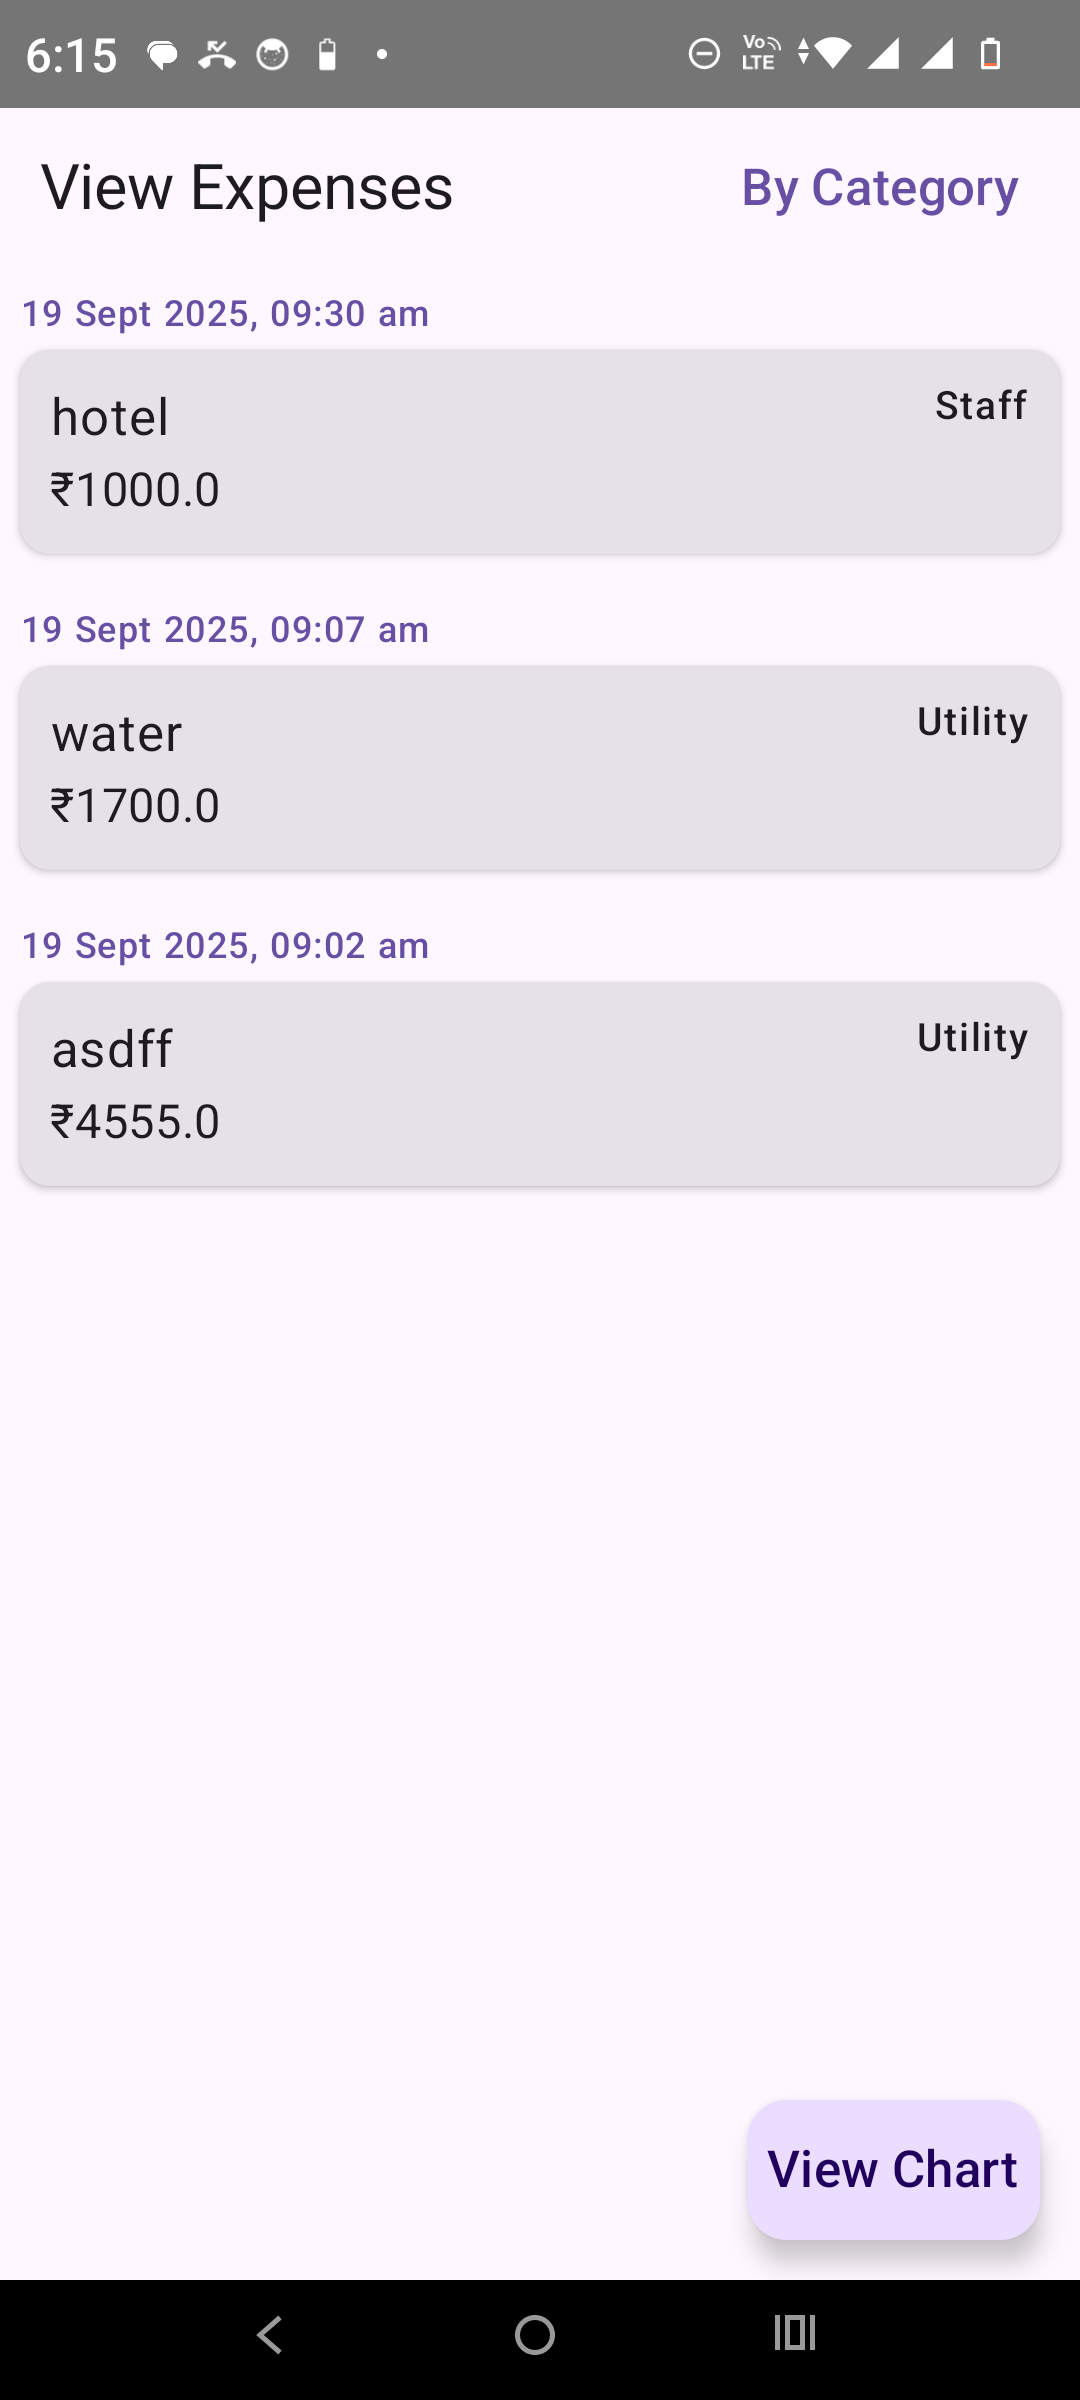 6:15
Vo
LTE
View Expenses
By Category
19 Sept 2025, 09:30 am
hotel
Staff
₹1000.0
19 Sept 2025, 09:07 am
water
Utility
₹1700.0
19 Sept 2025, 09:02 am
asdff
Utility
₹4555.0
View Chart